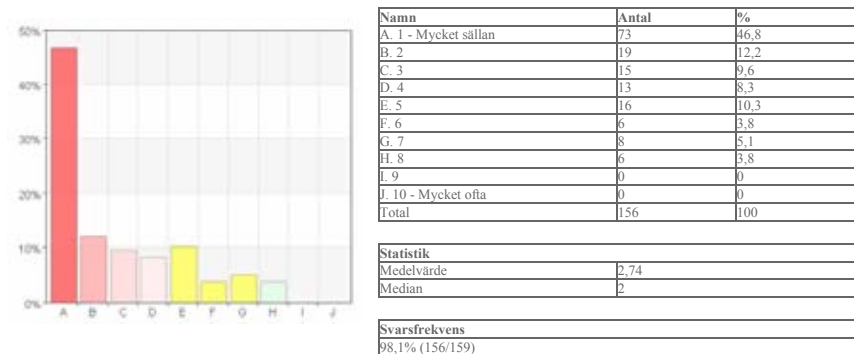 50%
40%
30%
20%
10%
0%
A B C D E F G H I J
Namn Antal %
A. 1 - Mycket sällan 73 46,8
B. 2 19 12,2
C. 3 15 9,6
D. 4 13 8,3
E. 5 16 10,3
F. 6 6 3,8
G. 7 8 5,1
H. 8 6 3,8
I. 9 0 0
J. 10 - Mycket ofta 0 0
Total 156 100
Statistik
Medelvärde 2,74
Median 2
Svarsfrekvens
98,1% (156/159)